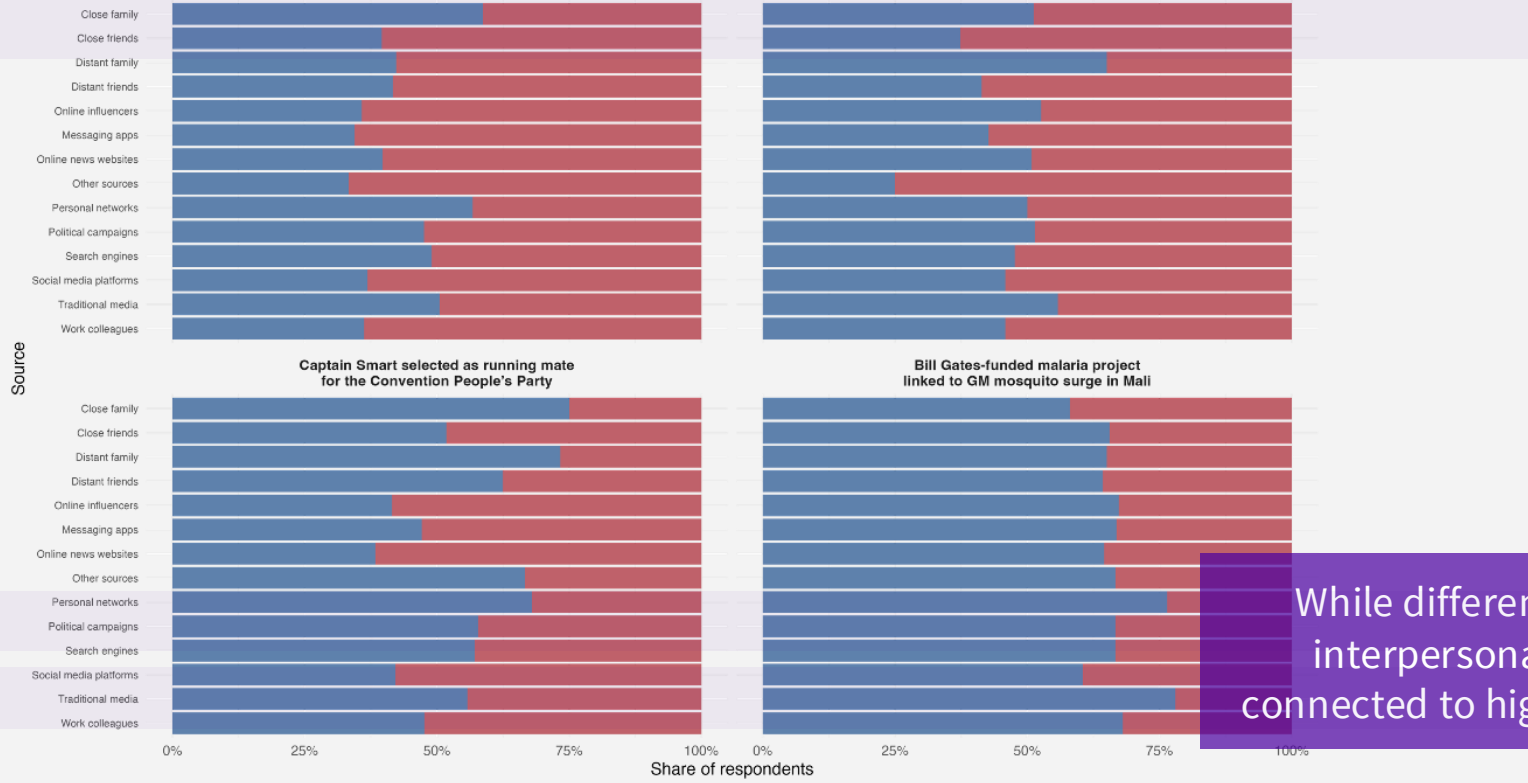 Close family
Close friends
Distant family
Distant friends
Online influencers
Messaging apps
Online news websites
Other sources
Personal networks
Political campaigns
Search engines
Social media platforms
Traditional media
Work colleagues
Source
Captain Smart selected as running mate
for the Convention People's Party
Bill Gates-funded malaria project
linked to GM mosquito surge in Mali
Close family
Close friends
Distant family
Distant friends
Online influencers
Messaging apps
Online news websites
Other sources
Personal networks
Political campaigns
Search engines
Social media platforms
Traditional media
Work colleagues
While differen
interpersona
connected to hig
0% 25% 50% 75% 100% 0% 25% 50% 75% 100%
Share of respondents